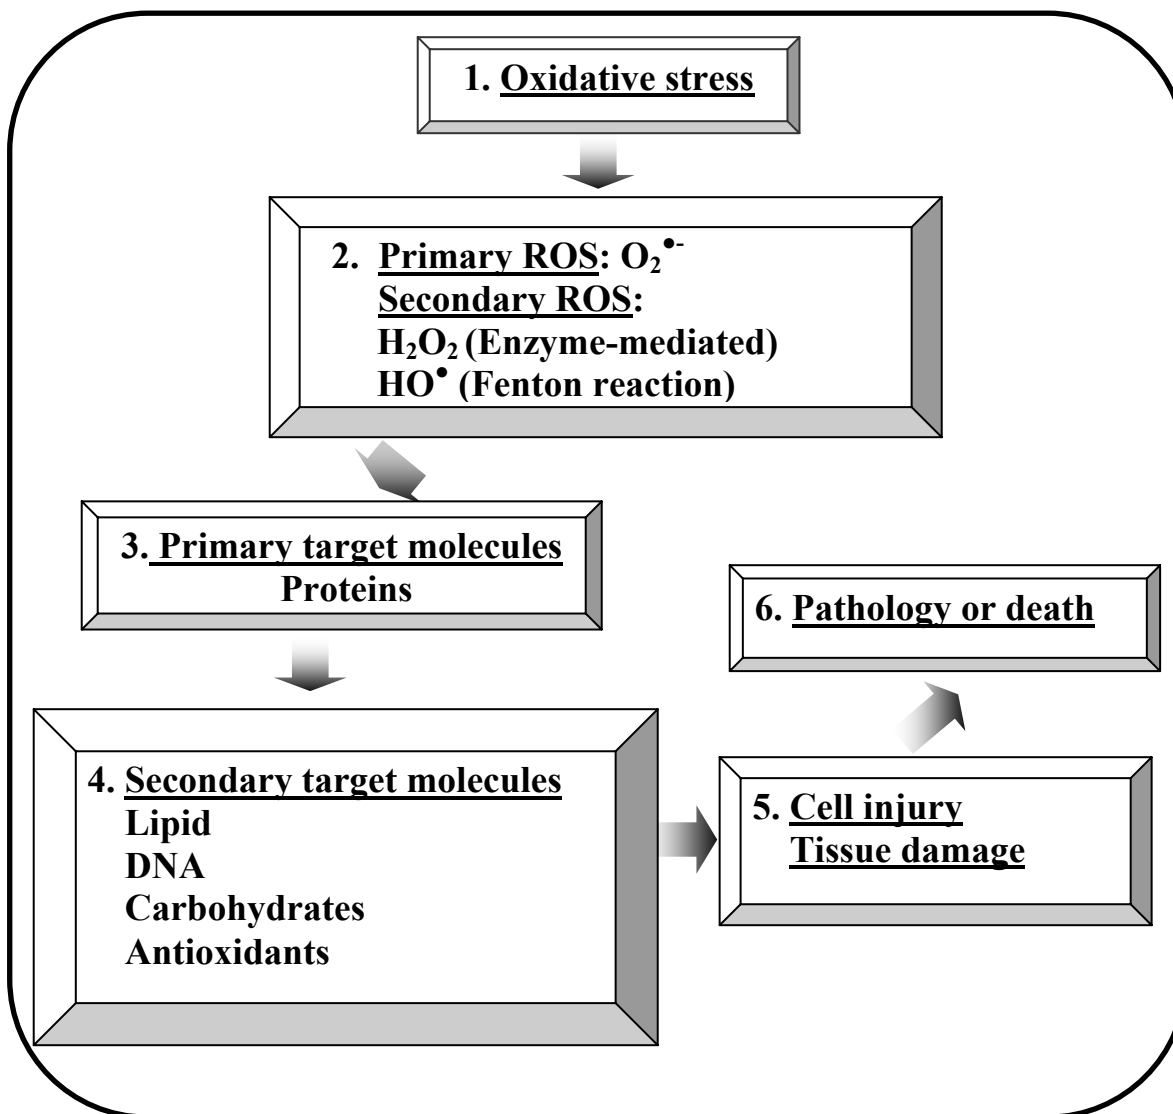 1. Oxidative stress
2. Primary ROS: O₂•-
Secondary ROS:
H₂O₂ (Enzyme-mediated)
HO• (Fenton reaction)
3. Primary target molecules
Proteins
4. Secondary target molecules
Lipid
DNA
Carbohydrates
Antioxidants
5. Cell injury
Tissue damage
6. Pathology or death